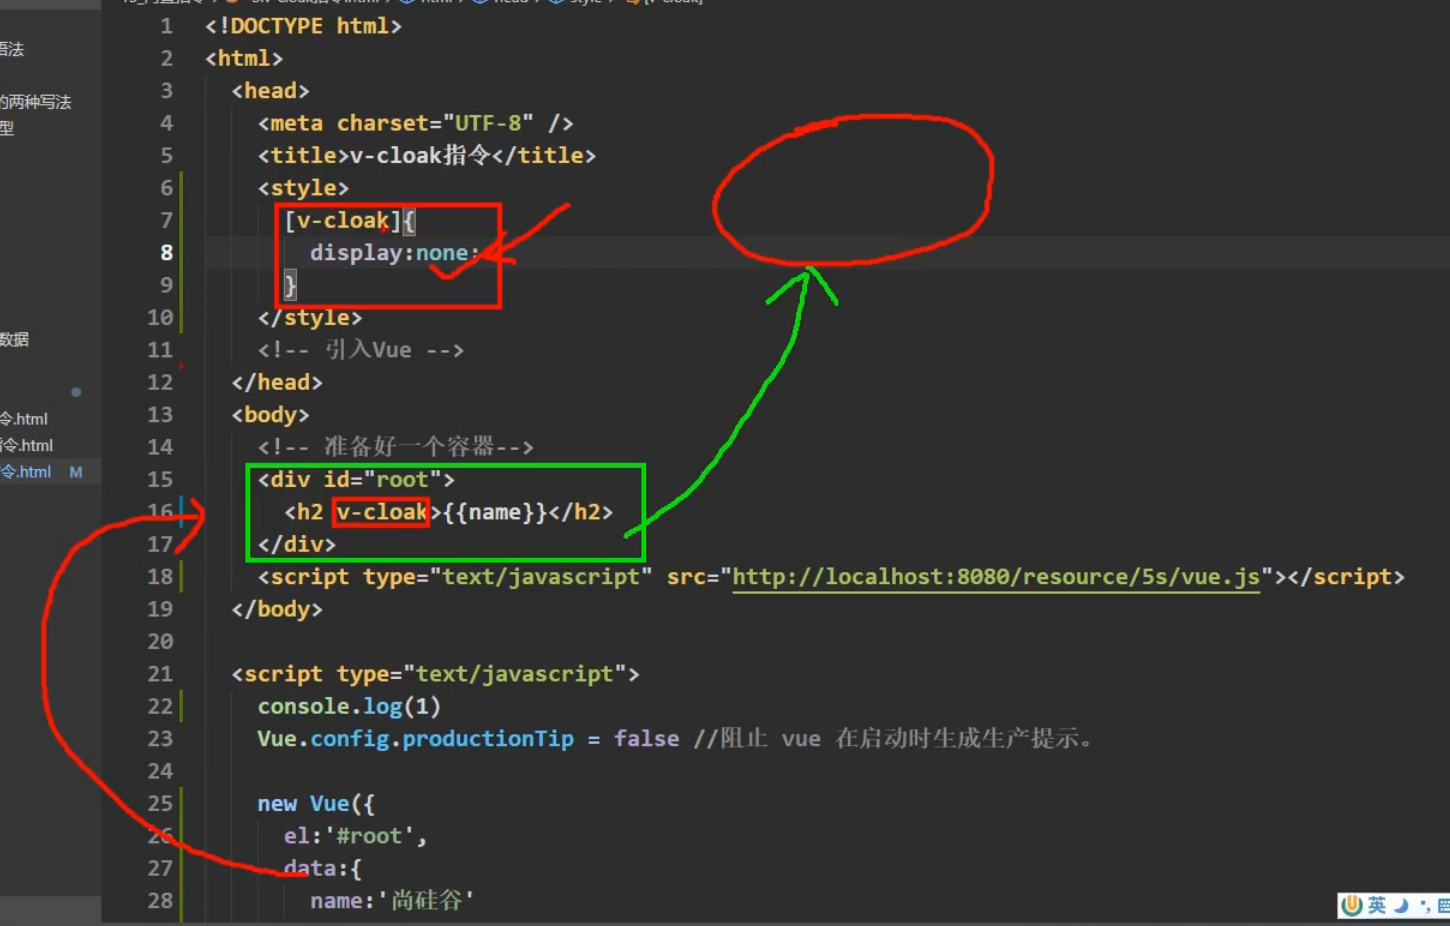 语法
的两种写法
型
数据
令.html
指令.html
令.html M
1 <!DOCTYPE html>
2 <html>
3 <head>
4 <meta charset="UTF-8" />
5 <title>v-cloak指令</title>
6 <style>
7 [v-cloak]{
8 display:none;
9 }
10 </style>
11 <!-- 引入Vue -->
12 </head>
13 <body>
14 <!-- 准备好一个容器-->
15 <div id="root">
16 <h2 v-cloak>{{name}}</h2>
17 </div>
18 <script type="text/javascript" src="http://localhost:8080/resource/5s/vue.js"></script>
19 </body>
20
21 <script type="text/javascript">
22 console.log(1)
23 Vue.config.productionTip = false //阻止 vue 在启动时生成生产提示。
24
25 new Vue({
26 el:'#root',
27 data:{
28 name:'尚硅谷'
英